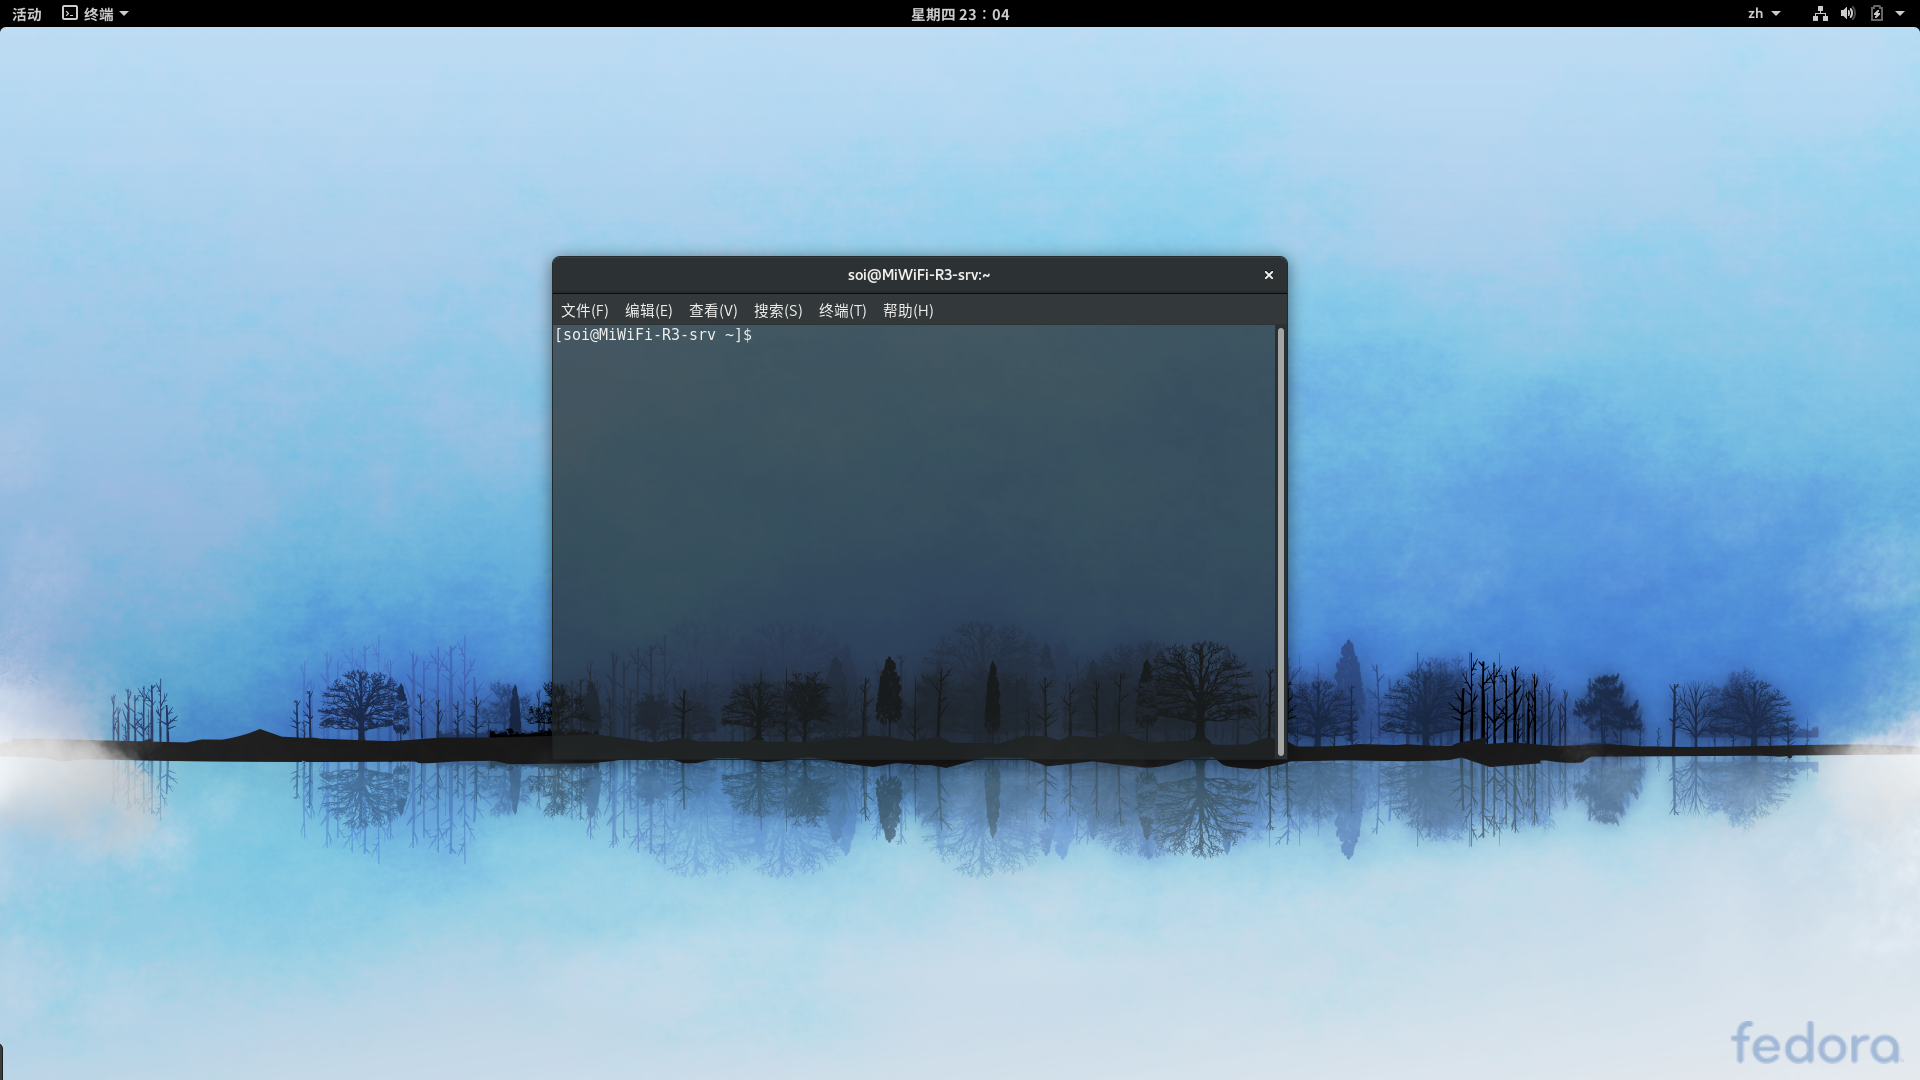 活动 终端 星期四 23：04 zh
soi@MiWiFi-R3-srv:~
文件(F) 编辑(E) 查看(V) 搜索(S) 终端(T) 帮助(H)
[soi@MiWiFi-R3-srv ~]$
fedora